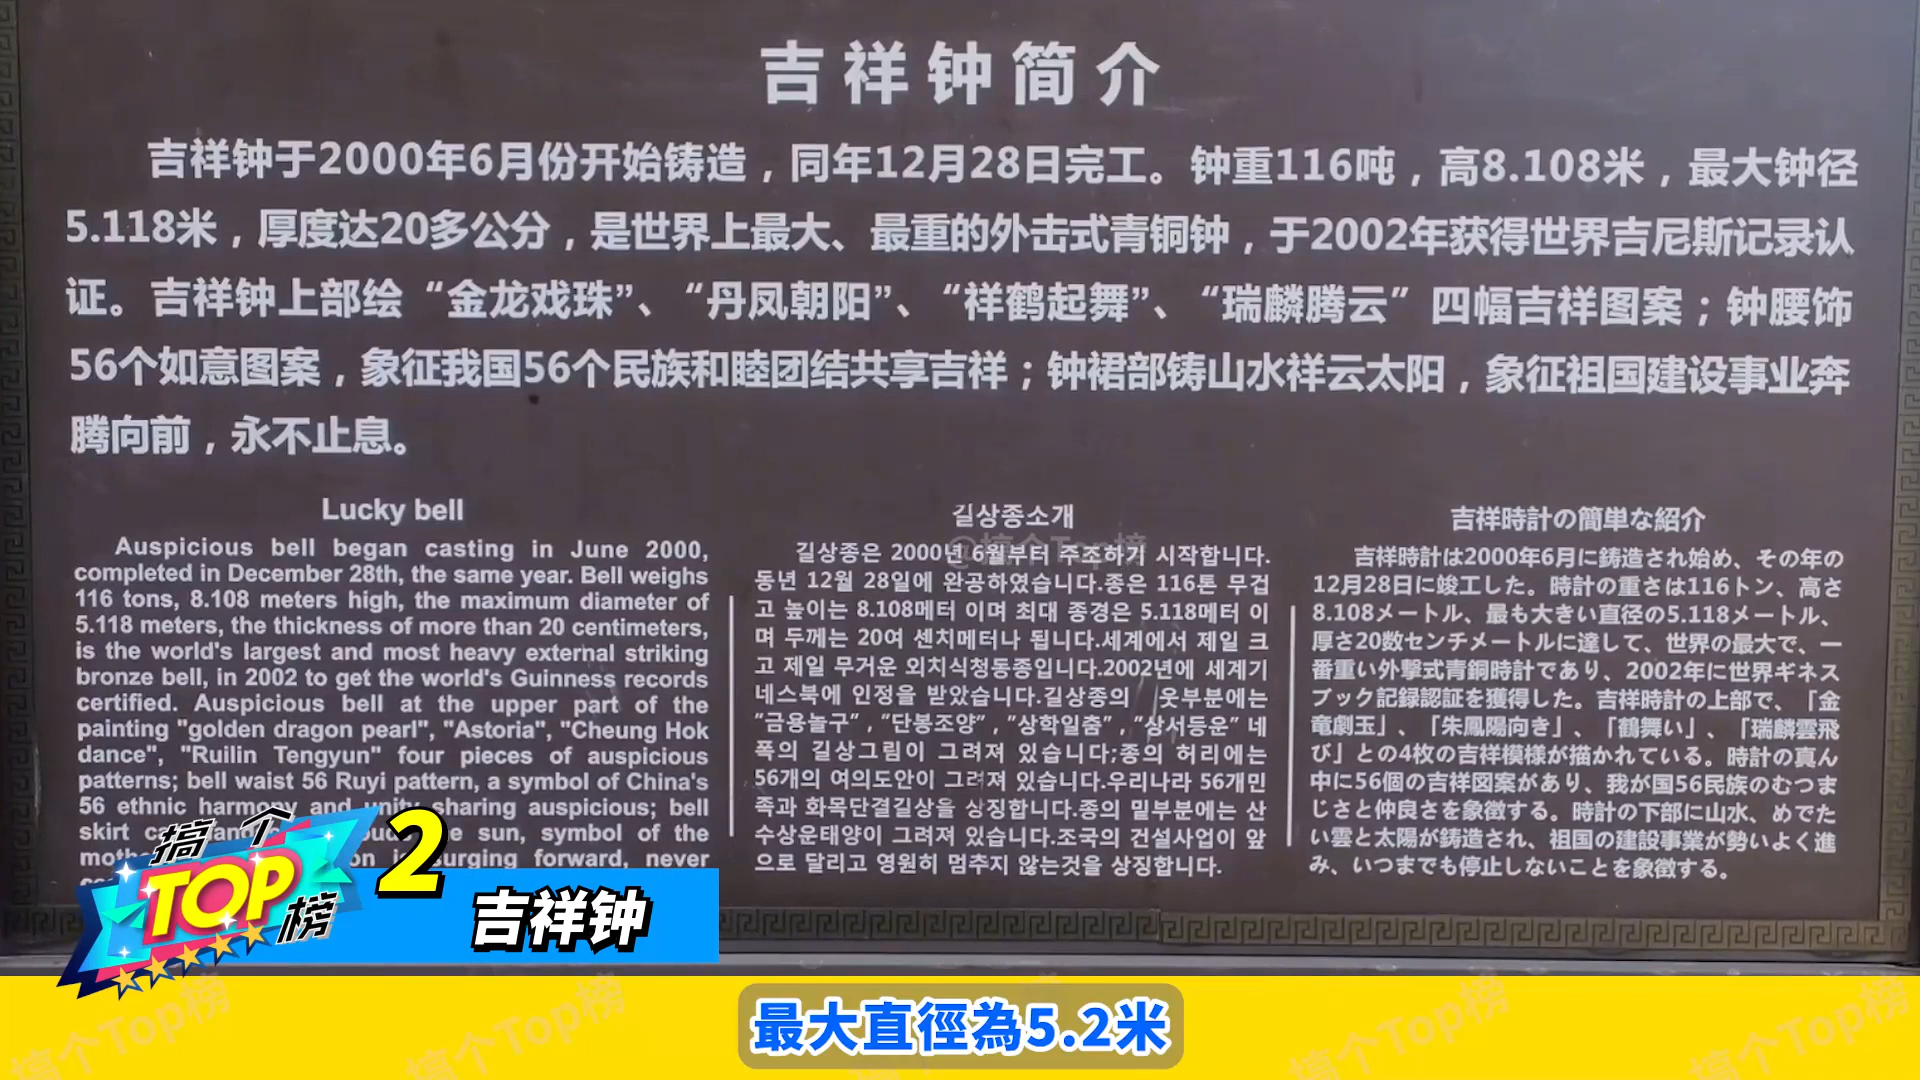 吉祥钟简介
吉祥钟于2000年6月份开始铸造，同年12月28日完工。钟重116吨，高8.108米，最大钟径
5.118米，厚度达20多公分，是世界上最大、最重的外击式青铜钟，于2002年获得世界吉尼斯记录认
证。吉祥钟上部绘“金龙戏珠”、“丹凤朝阳”、“祥鹤起舞”、“瑞麟腾云”四幅吉祥图案；钟腰饰
56个如意图案，象征我国56个民族和睦团结共享吉祥；钟裙部铸山水祥云太阳，象征祖国建设事业奔
腾向前，永不止息。
Lucky bell
Auspicious bell began casting in June 2000,
completed in December 28th, the same year. Bell weighs
116 tons, 8.108 meters high, the maximum diameter of
5.118 meters, the thickness of more than 20 centimeters,
is the world's largest and most heavy external striking
bronze bell, in 2002 to get the world's Guinness records
certified. Auspicious bell at the upper part of the
painting "golden dragon pearl", "Astoria", "Cheung Hok
dance", "Ruilin Tengyun" four pieces of auspicious
patterns; bell waist 56 Ruyi pattern, a symbol of China's
56 ethnic harmony and unity sharing auspicious; bell
skirt sun, symbol of the
surging forward, never
길상종소개
길상종은 2000년 6월부터 주조하기 시작합니다.
동년 12월 28일에 완공하였습니다.종은 116톤 무겁
고 높이는 8.108메터 이며 최대 종경은 5.118메터 이
며 두께는 20여 센치메터나 됩니다.세계에서 제일 크
고 제일 무거운 외치식청동종입니다.2002년에 세계기
네스북에 인정을 받았습니다.길상종의 웃부분에는
“금용놀구”,“단봉조양”,“상학일춤”,“상서등운” 네
폭의 길상그림이 그려져 있습니다;종의 허리에는
56개의 여의도안이 그려져 있습니다.우리나라 56개민
족과 화목단결길상을 상징합니다.종의 밑부분에는 산
수상운태양이 그려져 있습니다.조국의 건설사업이 앞
으로 달리고 영원히 멈추지 않는것을 상징합니다.
吉祥時計の簡単な紹介
吉祥時計は2000年6月に鋳造され始め、その年の
12月28日に竣工した。時計の重さは116トン、高さ
8.108メートル、最も大きい直径の5.118メートル、
厚さ20数センチメートルに達して、世界の最大で、一
番重い外撃式青銅時計であり、2002年に世界ギネス
ブック記録認証を獲得した。吉祥時計の上部で、「金
竜劇玉」、「朱鳳陽向き」、「鶴舞い」、「瑞麟雲飛
び」との4枚の吉祥模様が描かれている。時計の真ん
中に56個の吉祥図案があり、我が国56民族のむつま
じさと仲良さを象徴する。時計の下部に山水、めでた
い雲と太陽が鋳造され、祖国の建設事業が勢いよく進
み、いつまでも停止しないことを象徴する。
@搞个Top榜
搞个
TOP
榜
2
吉祥钟
最大直徑為5.2米
搞个Top榜 搞个Top榜 搞个Top榜 搞个Top榜